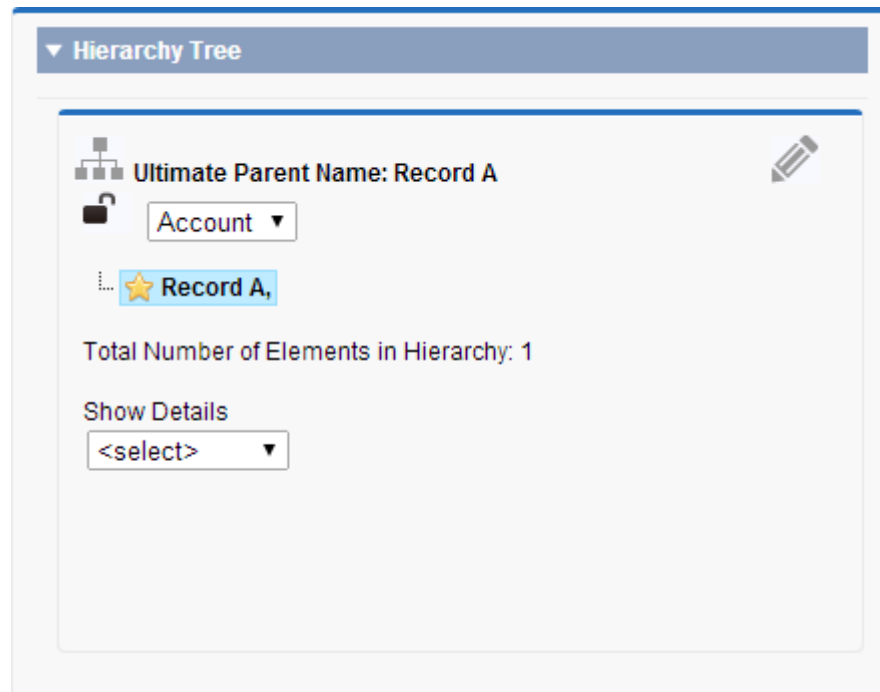 Hierarchy Tree
Ultimate Parent Name: Record A
Account
Record A,
Total Number of Elements in Hierarchy: 1
Show Details
<select>